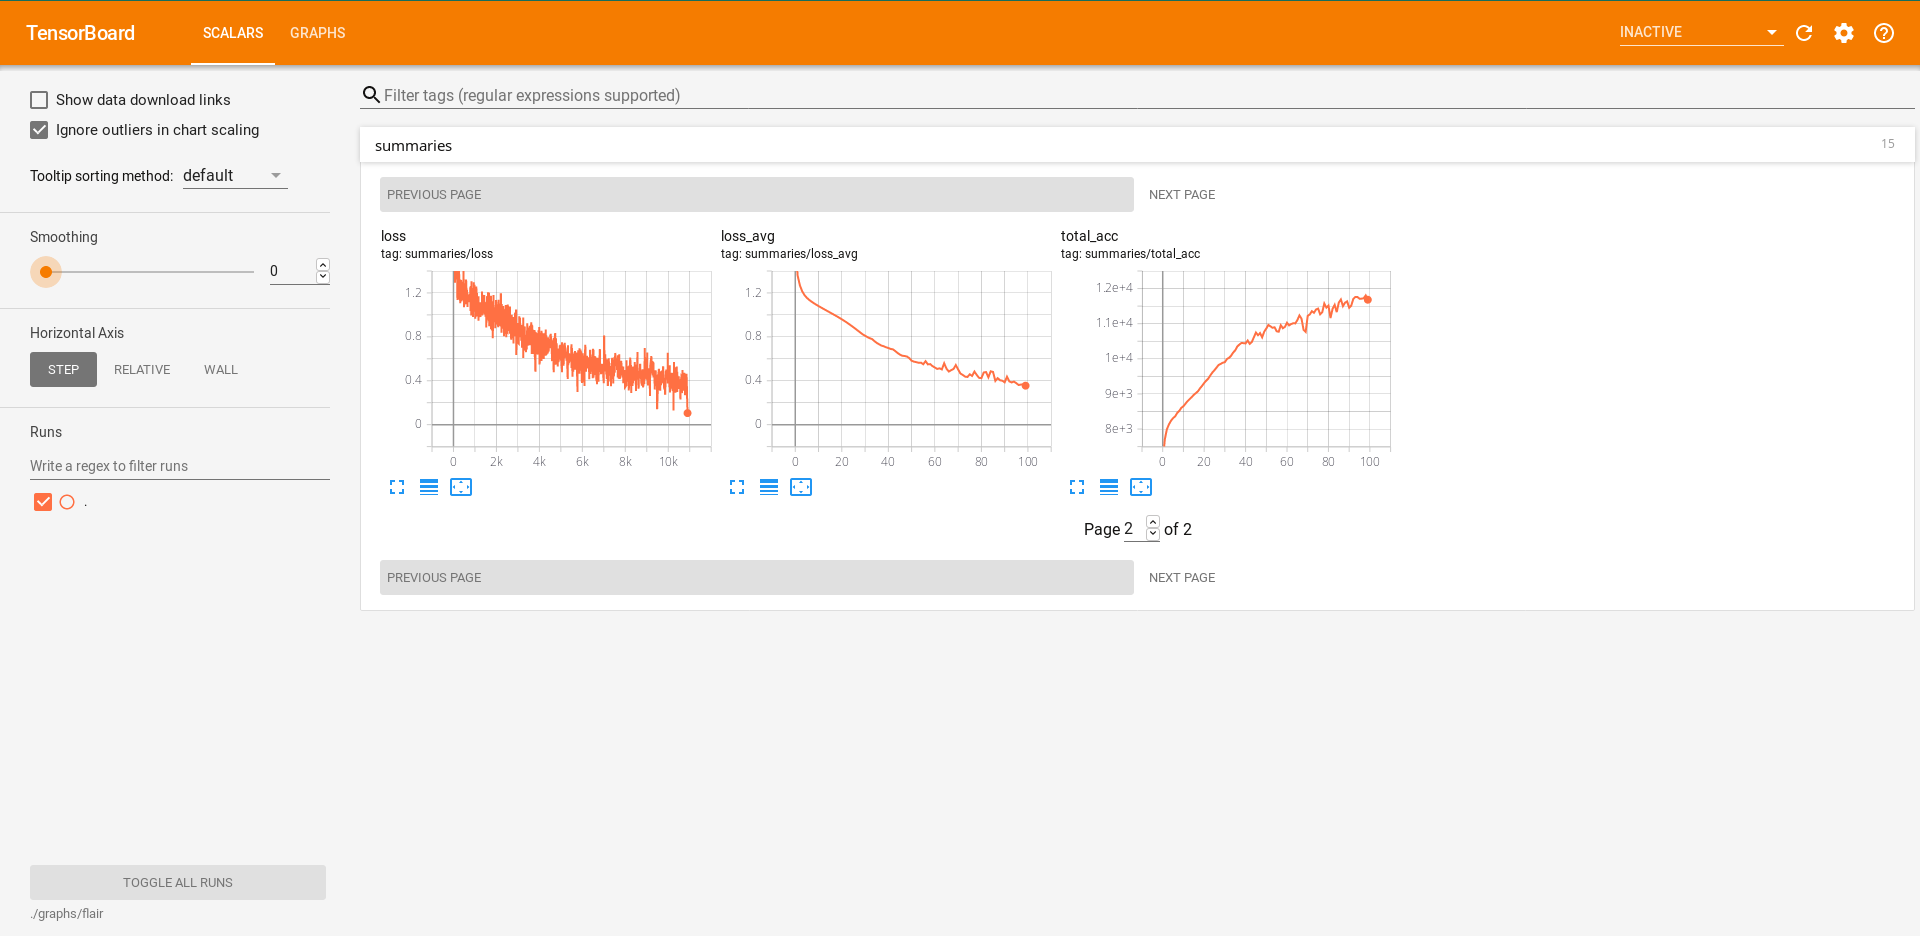 TensorBoard
SCALARS
GRAPHS
INACTIVE
Show data download links
Ignore outliers in chart scaling
Tooltip sorting method: default
Smoothing
0
Horizontal Axis
STEP RELATIVE WALL
Runs
Write a regex to filter runs
.
TOGGLE ALL RUNS
./graphs/flair
Filter tags (regular expressions supported)
summaries
15
PREVIOUS PAGE
NEXT PAGE
loss
tag: summaries/loss
1.2
0.8
0.4
0
0 2k 4k 6k 8k 10k
loss_avg
tag: summaries/loss_avg
1.2
0.8
0.4
0
0 20 40 60 80 100
total_acc
tag: summaries/total_acc
1.2e+4
1.1e+4
1e+4
9e+3
8e+3
0 20 40 60 80 100
Page 2 of 2
PREVIOUS PAGE
NEXT PAGE